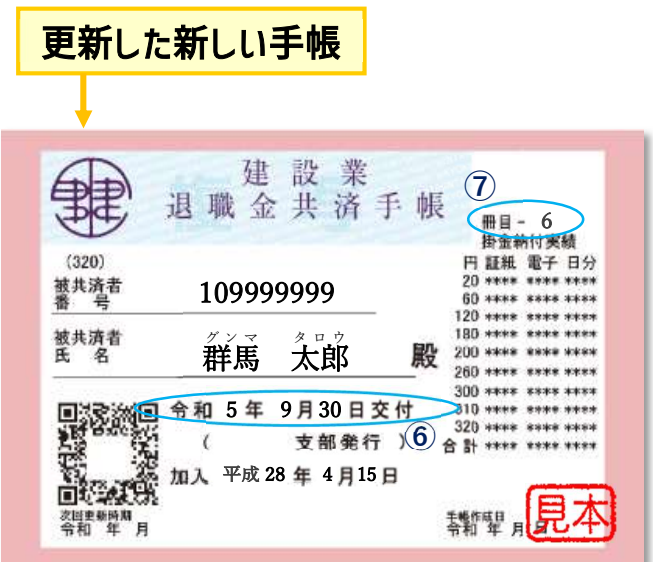 更新した新しい手帳
建設業
退職金共済手帳
⑦
冊目 - 6
掛金納付実績
(320)
円 証紙 電子 日分
被共済者
番 号
109999999
20 **** **** ****
60 **** **** ****
120 **** **** ****
180 **** **** ****
200 **** **** ****
260 **** **** ****
300 **** **** ****
310 **** **** ****
320 **** **** ****
合計 **** **** ****
グンマ タロウ
被共済者
氏 名
群馬 太郎 殿
令和 5年 9月30日交付
( 支部発行 )
⑥
加入 平成 28 年 4月15日
次回更新時期
令和 年 月
手帳作成日
令和 年 月 日
見本